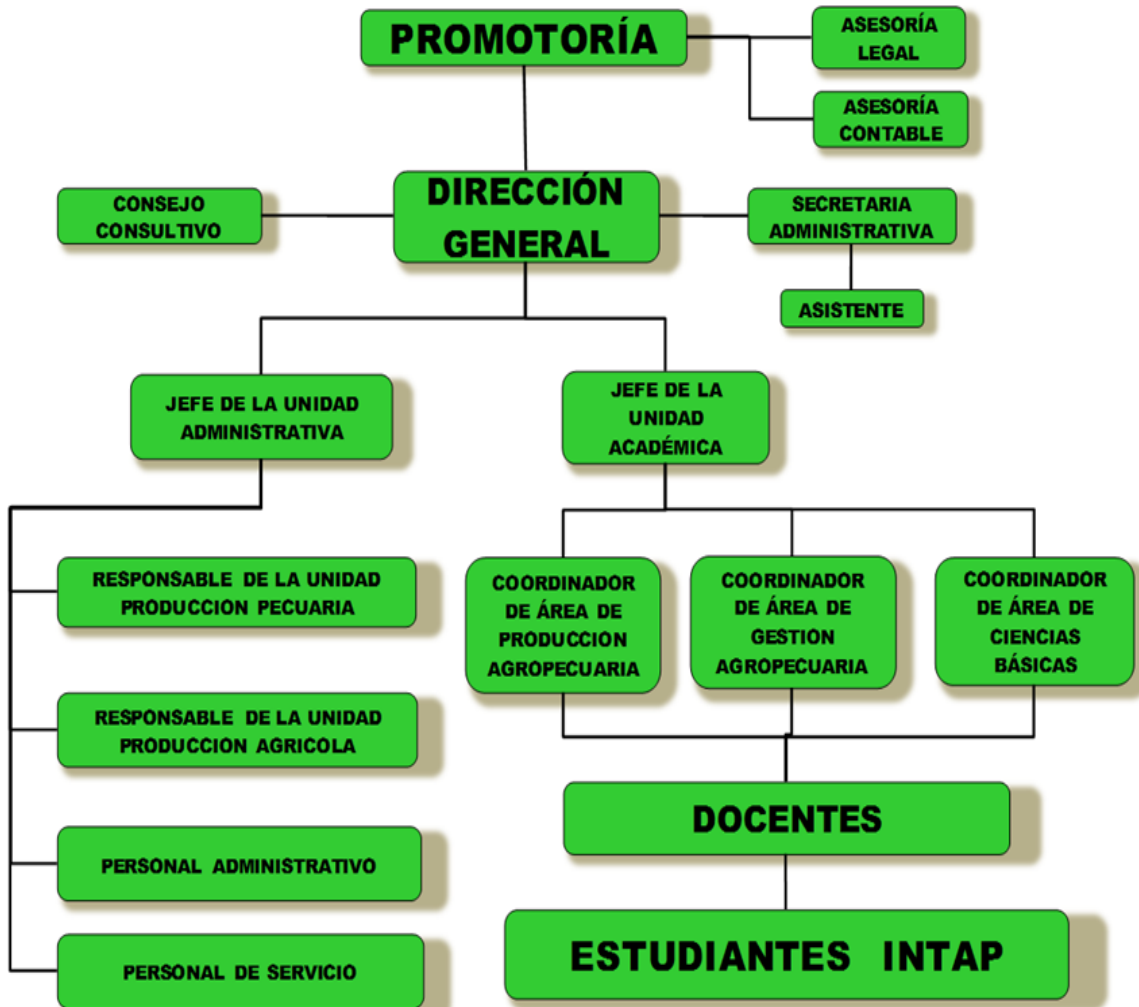 PROMOTORÍA
ASESORÍA
LEGAL
ASESORÍA
CONTABLE
CONSEJO
CONSULTIVO
DIRECCIÓN
GENERAL
SECRETARIA
ADMINISTRATIVA
ASISTENTE
JEFE DE LA UNIDAD
ADMINISTRATIVA
JEFE DE LA
UNIDAD
ACADÉMICA
RESPONSABLE DE LA UNIDAD
PRODUCCION PECUARIA
RESPONSABLE DE LA UNIDAD
PRODUCCION AGRICOLA
PERSONAL ADMINISTRATIVO
PERSONAL DE SERVICIO
COORDINADOR
DE ÁREA DE
PRODUCCION
AGROPECUARIA
COORDINADOR
DE ÁREA DE
GESTION
AGROPECUARIA
COORDINADOR
DE ÁREA DE
CIENCIAS
BÁSICAS
DOCENTES
ESTUDIANTES INTAP